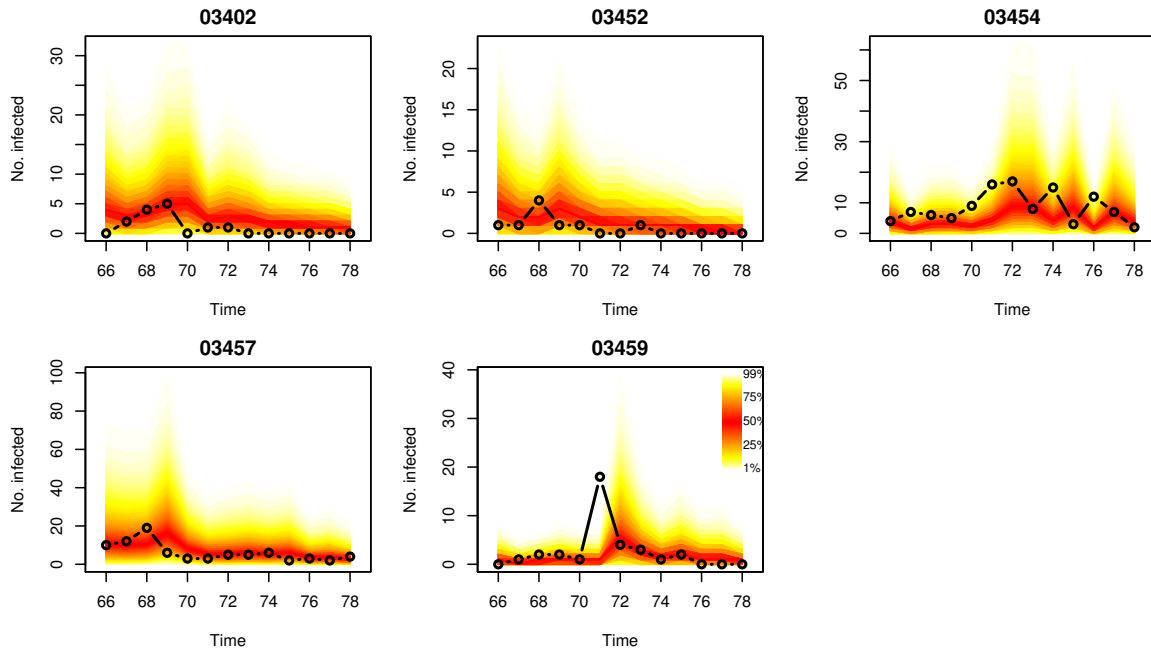 03402
No. infected
0 5 10 20 30
66 68 70 72 74 76 78
Time
03452
No. infected
0 5 10 15 20
66 68 70 72 74 76 78
Time
03454
No. infected
0 10 30 50
66 68 70 72 74 76 78
Time
03457
No. infected
0 20 40 60 80 100
66 68 70 72 74 76 78
Time
03459
No. infected
0 10 20 30 40
66 68 70 72 74 76 78
Time
99%
75%
50%
25%
1%